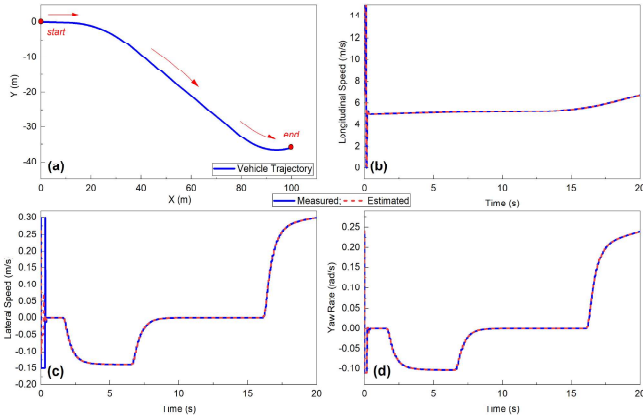 0
start
end
-10
-20
-30
-40
Y (m)
(a)
Vehicle Trajectory
0 20 40 60 80 100
X (m)
14
12
10
8
6
4
2
0
Longitudinal Speed (m/s)
(b)
0 5 10 15 20
Time (s)
Measured; Estimated
0.30
0.25
0.20
0.15
0.10
0.05
0.00
-0.05
-0.10
-0.15
-0.20
Lateral Speed (m/s)
(c)
0 5 10 15 20
Time (s)
0.25
0.20
0.15
0.10
0.05
0.00
-0.05
-0.10
Yaw Rate (rad/s)
(d)
0 5 10 15 20
Time (s)